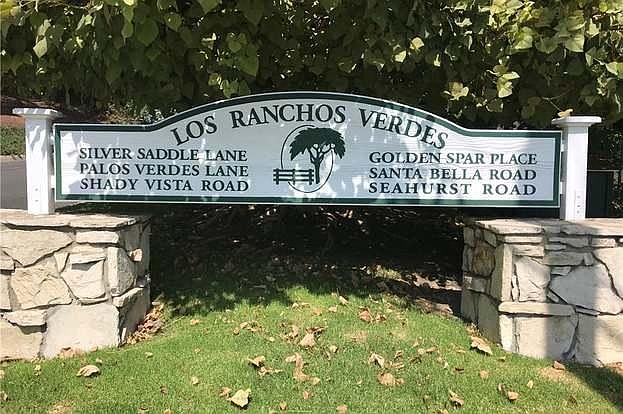 LOS RANCHOS VERDES
SILVER SADDLE LANE
PALOS VERDES LANE
SHADY VISTA ROAD
GOLDEN SPAR PLACE
SANTA BELLA ROAD
SEAHURST ROAD